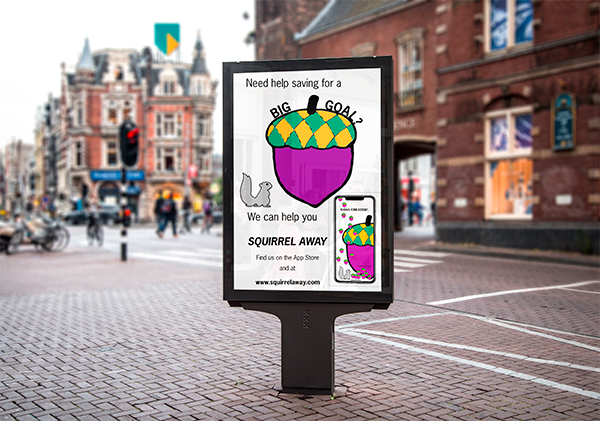 Need help saving for a
BIG GOAL?
We can help you
SQUIRREL AWAY
Find us on the App Store
and at
www.squirrelaway.com